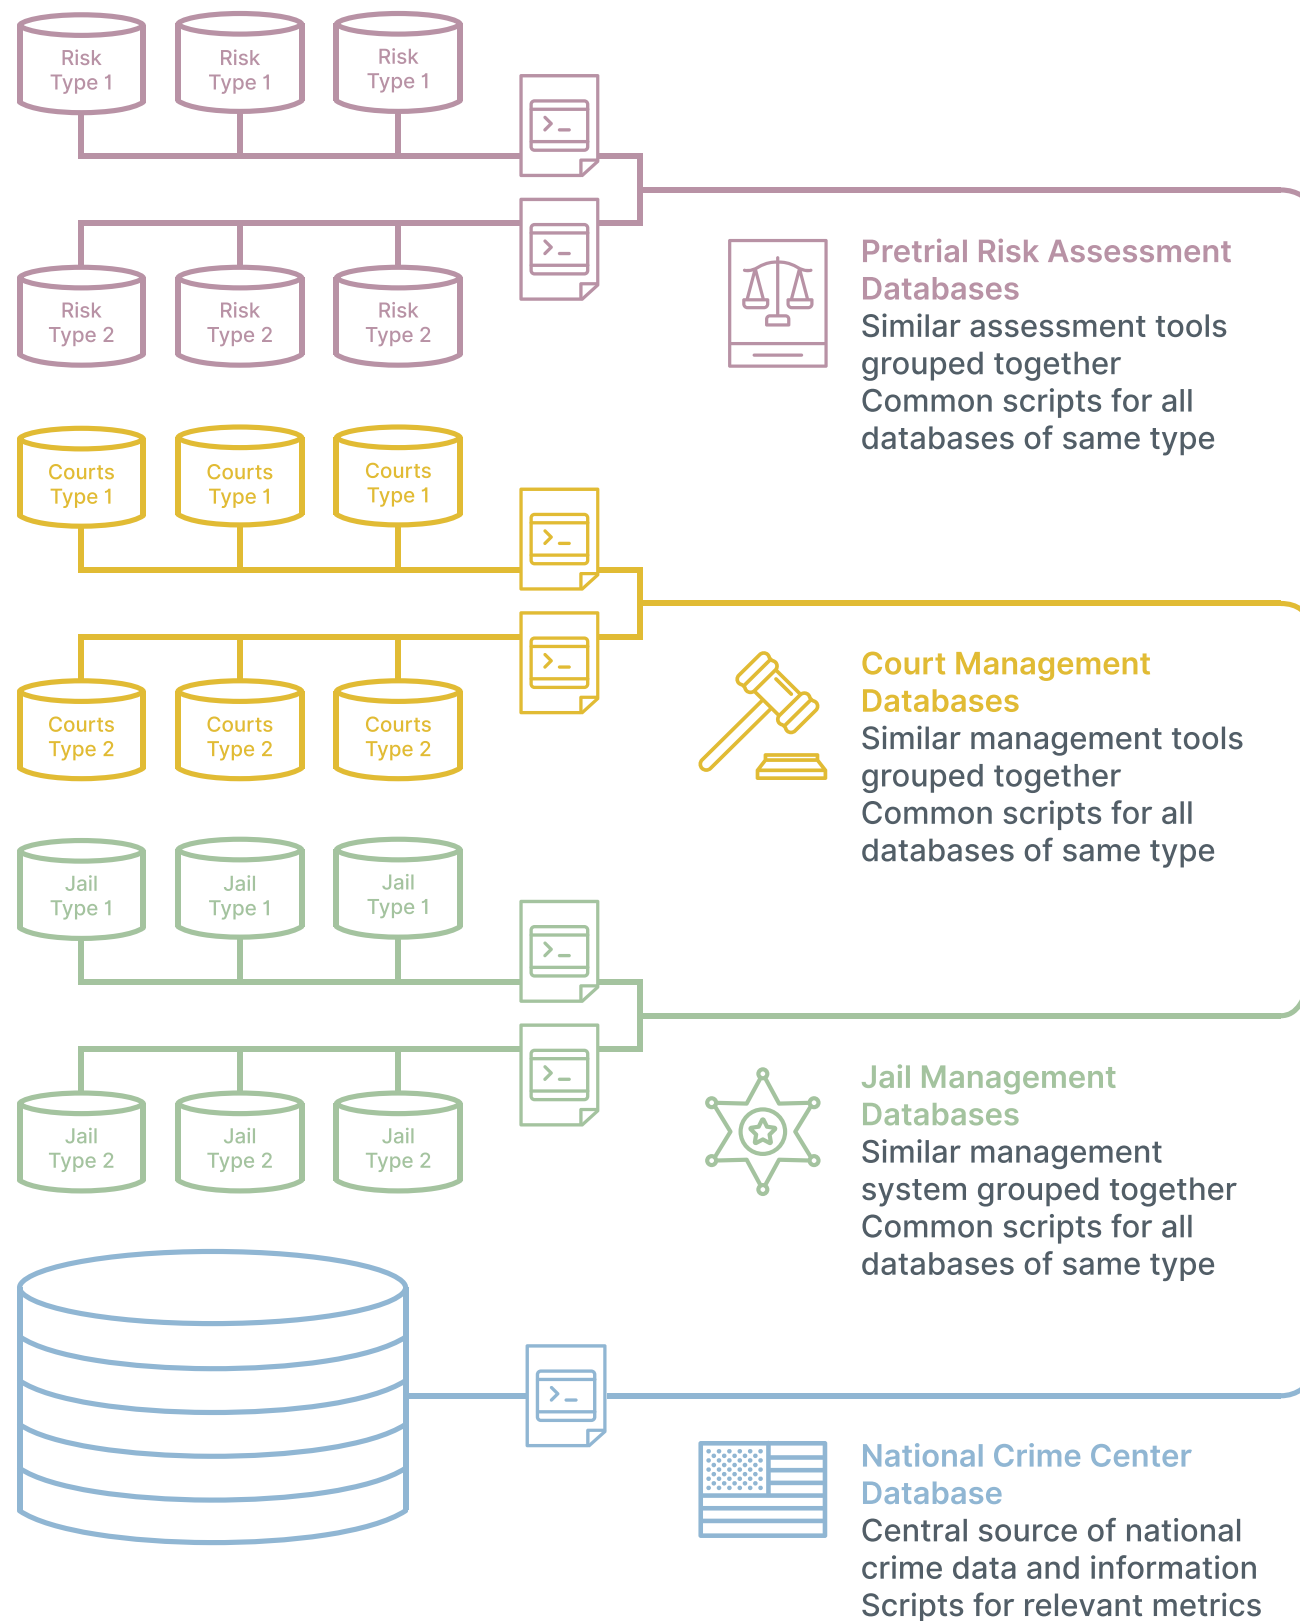 Risk
Type 1
Risk
Type 1
Risk
Type 1
>_
>_
Risk
Type 2
Risk
Type 2
Risk
Type 2
Pretrial Risk Assessment
Databases
Similar assessment tools
grouped together
Common scripts for all
databases of same type
Courts
Type 1
Courts
Type 1
Courts
Type 1
>_
>_
Courts
Type 2
Courts
Type 2
Courts
Type 2
Court Management
Databases
Similar management tools
grouped together
Common scripts for all
databases of same type
Jail
Type 1
Jail
Type 1
Jail
Type 1
>_
>_
Jail
Type 2
Jail
Type 2
Jail
Type 2
Jail Management
Databases
Similar management
system grouped together
Common scripts for all
databases of same type
>_
National Crime Center
Database
Central source of national
crime data and information
Scripts for relevant metrics